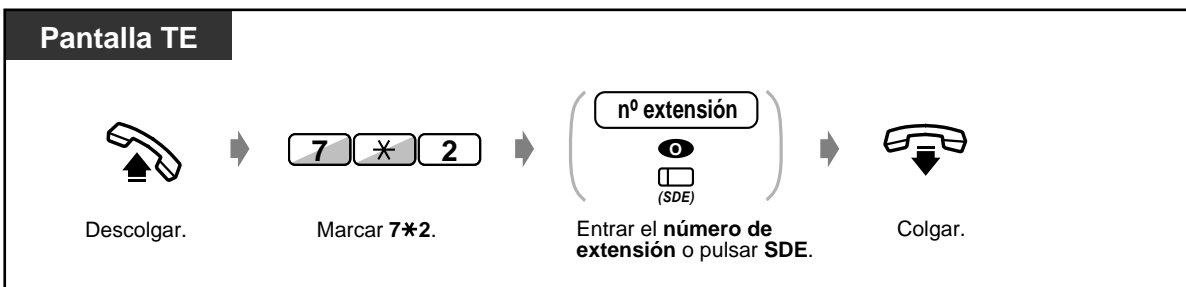 Pantalla TE
nº extensión
7 ✳ 2
O
(SDE)
Descolgar.
Marcar 7✳2.
Entrar el número de
extensión o pulsar SDE.
Colgar.